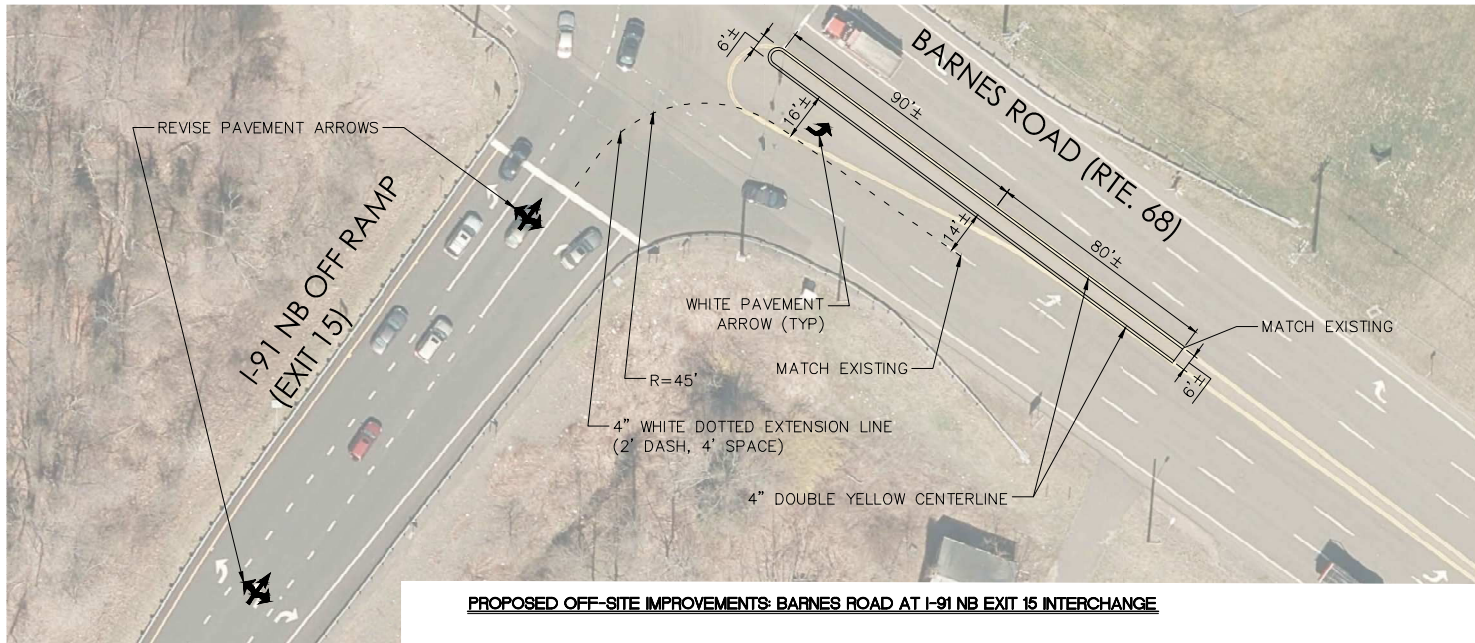 REVISE PAVEMENT ARROWS
I-91 NB OFF RAMP
(EXIT 15)
6'±
16'±
90'±
BARNES ROAD (RTE. 68)
14'±
80'±
WHITE PAVEMENT
ARROW (TYP)
MATCH EXISTING
MATCH EXISTING
6'±
R=45'
4" WHITE DOTTED EXTENSION LINE
(2' DASH, 4' SPACE)
4" DOUBLE YELLOW CENTERLINE
PROPOSED OFF-SITE IMPROVEMENTS: BARNES ROAD AT I-91 NB EXIT 15 INTERCHANGE